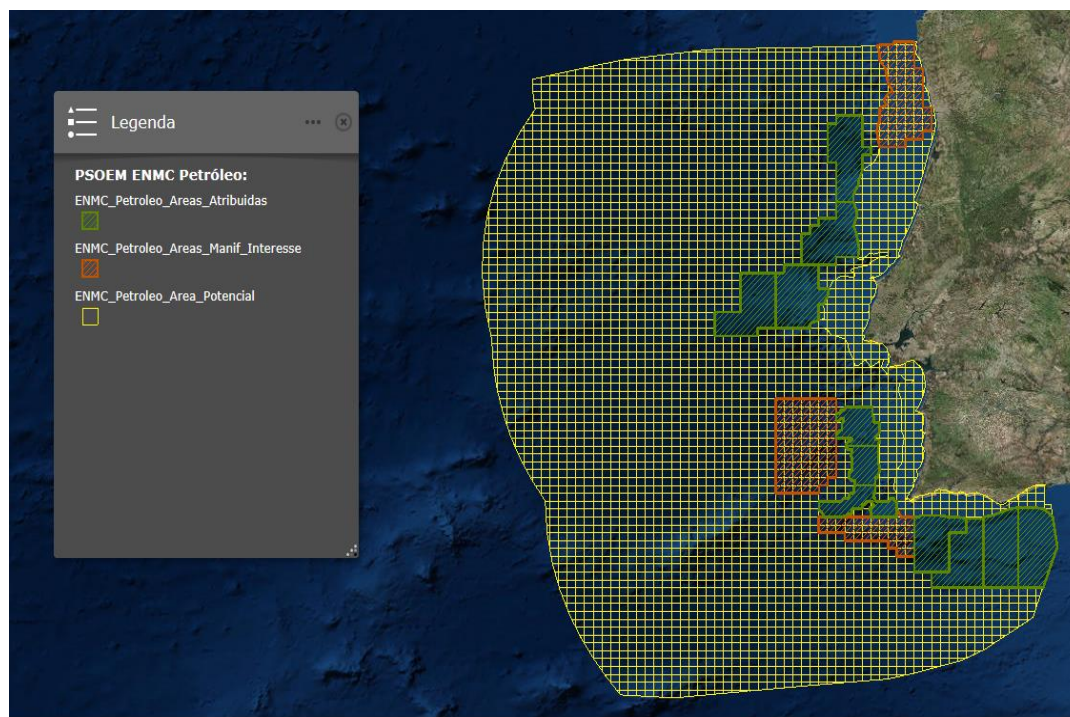 Legenda
PSOEM ENMC Petróleo:
ENMC_Petroleo_Areas_Atribuidas
ENMC_Petroleo_Areas_Manif_Interesse
ENMC_Petroleo_Area_Potencial